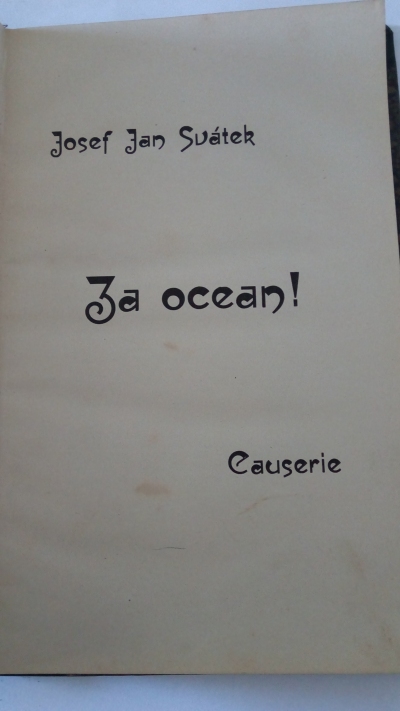 Josef Jan Svátek
Za ocean!
Causerie